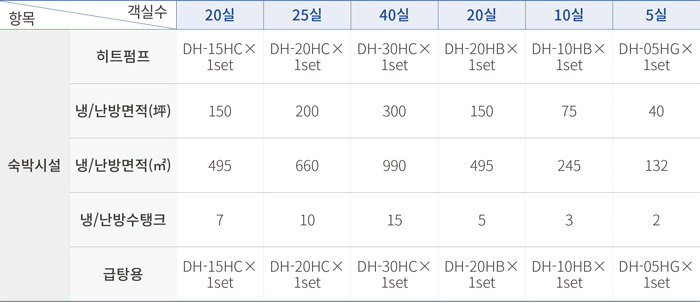 항목 객실수 20실 25실 40실 20실 10실 5실
숙박시설
히트펌프 DH-15HC× 1set DH-20HC× 1set DH-30HC× 1set DH-20HB× 1set DH-10HB× 1set DH-05HG× 1set
냉/난방면적(坪) 150 200 300 150 75 40
냉/난방면적(㎡) 495 660 990 495 245 132
냉/난방수탱크 7 10 15 5 3 2
급탕용 DH-15HC× 1set DH-20HC× 1set DH-30HC× 1set DH-20HB× 1set DH-10HB× 1set DH-05HG× 1set